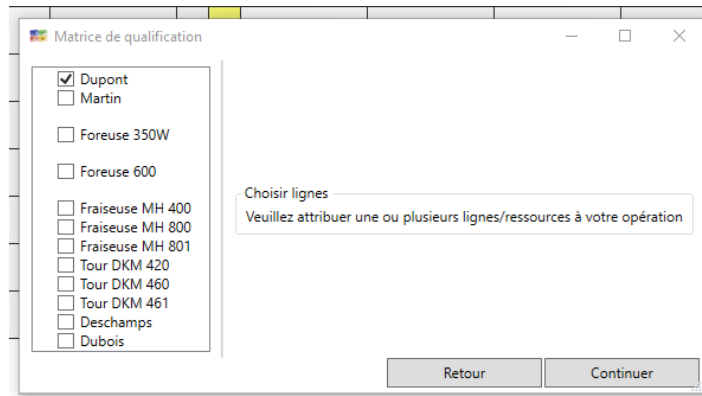 Matrice de qualification
Dupont
Martin
Foreuse 350W
Foreuse 600
Fraiseuse MH 400
Fraiseuse MH 800
Fraiseuse MH 801
Tour DKM 420
Tour DKM 460
Tour DKM 461
Deschamps
Dubois
Choisir lignes
Veuillez attribuer une ou plusieurs lignes/ressources à votre opération
Retour
Continuer